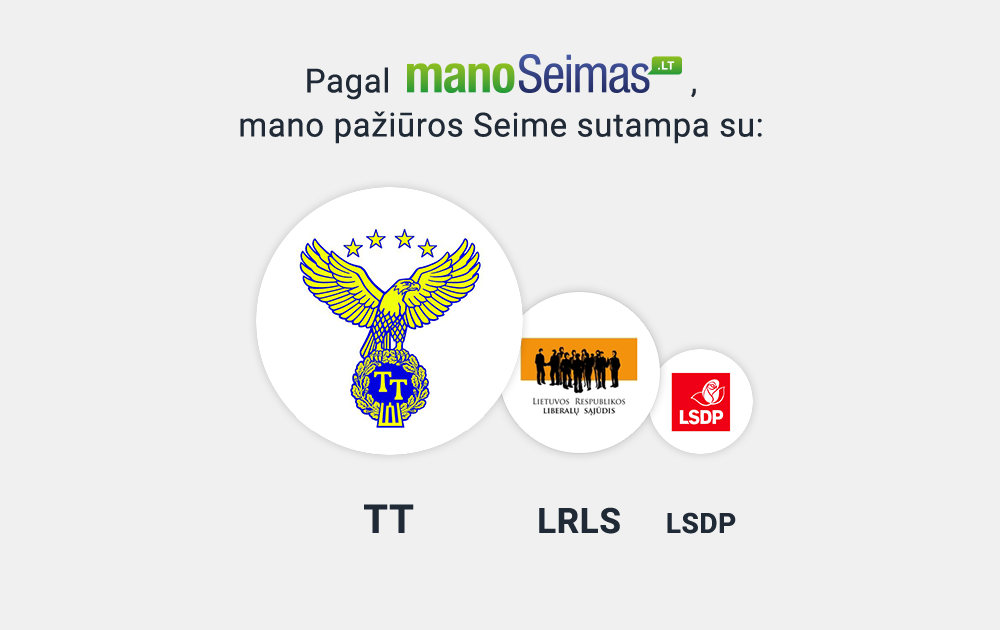 Pagal manoSeimas.LT,
mano pažiūros Seime sutampa su:
TT
LIETUVOS RESPUBLIKOS
LIBERALŲ SĄJŪDIS
LSDP
TT
LRLS
LSDP